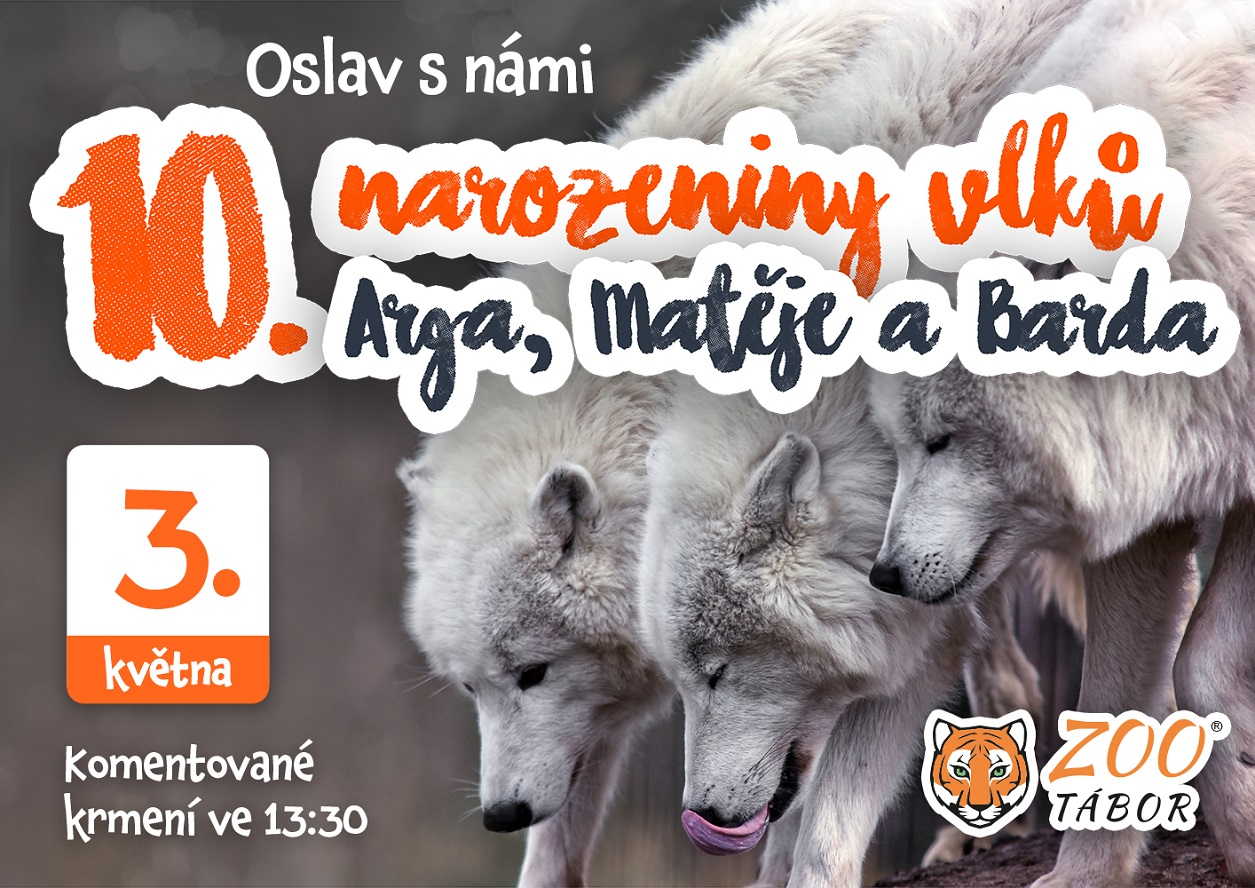 Oslav s námi
10. narozeniny vlků
Arga, Matěje a Barda
3.
května
Komentované
krmení ve 13:30
ZOO®
TÁBOR